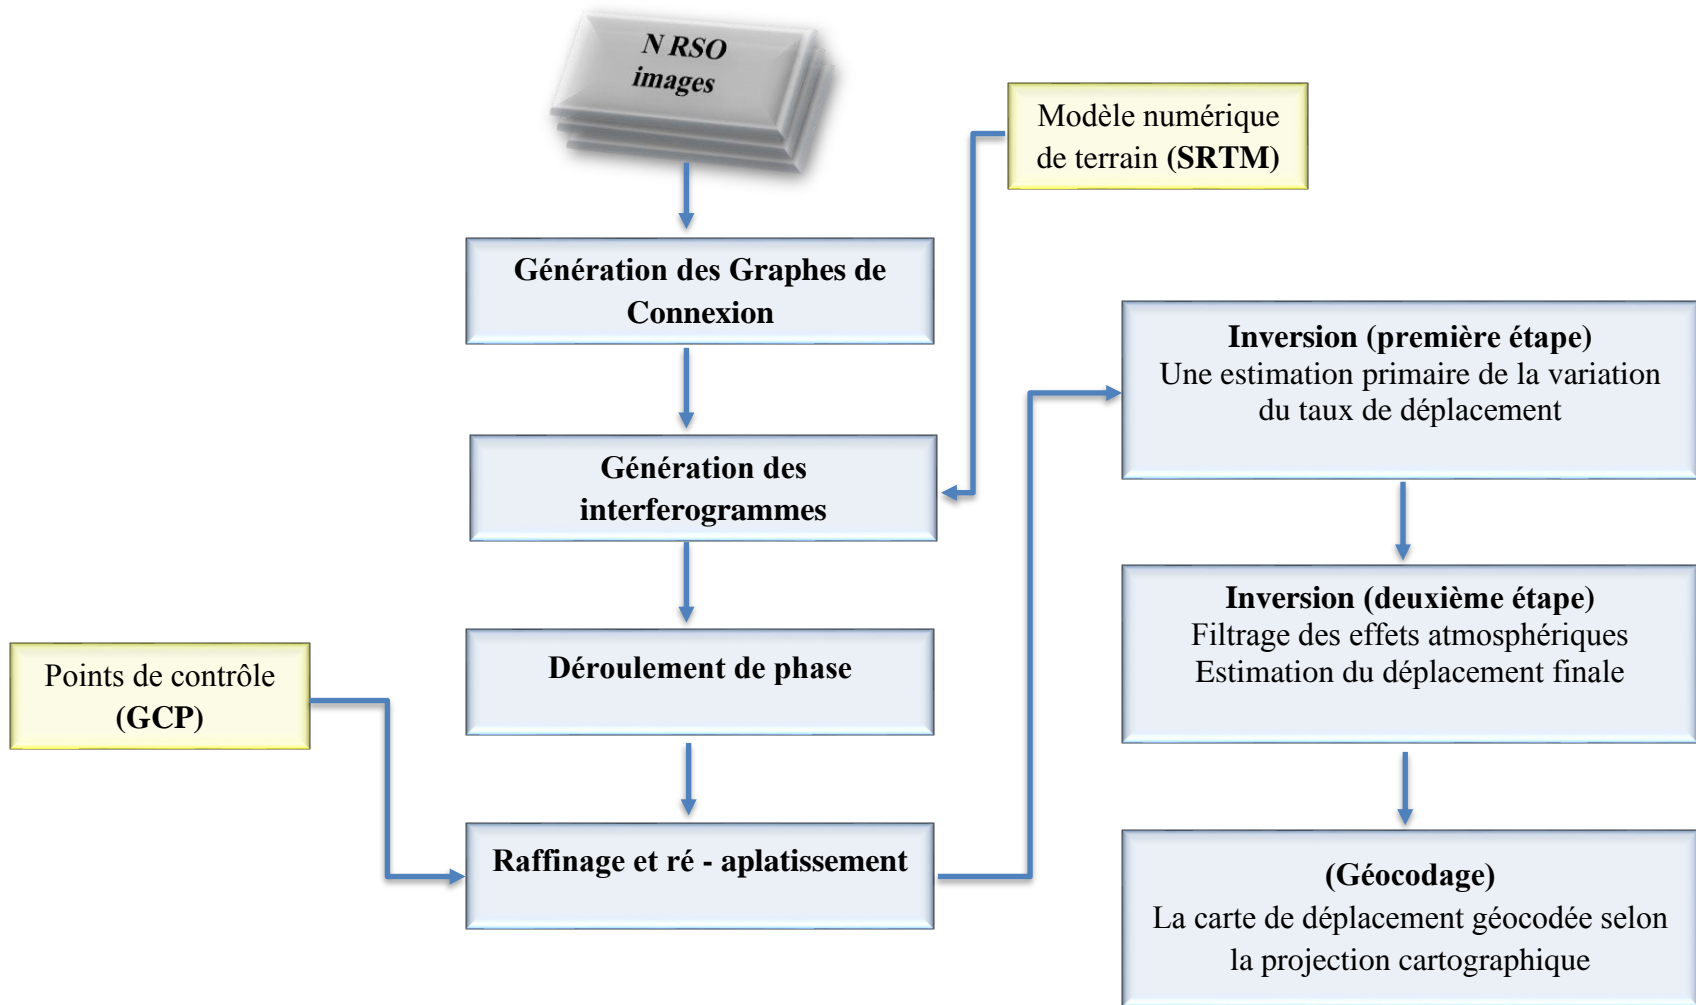 N RSO
images
Modèle numérique
de terrain (SRTM)
Génération des Graphes de
Connexion
Génération des
interferogrammes
Déroulement de phase
Points de contrôle
(GCP)
Raffinage et ré - aplatissement
Inversion (première étape)
Une estimation primaire de la variation
du taux de déplacement
Inversion (deuxième étape)
Filtrage des effets atmosphériques
Estimation du déplacement finale
(Géocodage)
La carte de déplacement géocodée selon
la projection cartographique